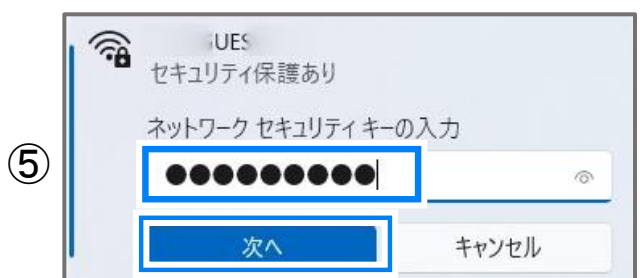 セキュリティ保護あり
ネットワーク セキュリティ キーの入力
⑤
●●●●●●●●●
次へ
キャンセル